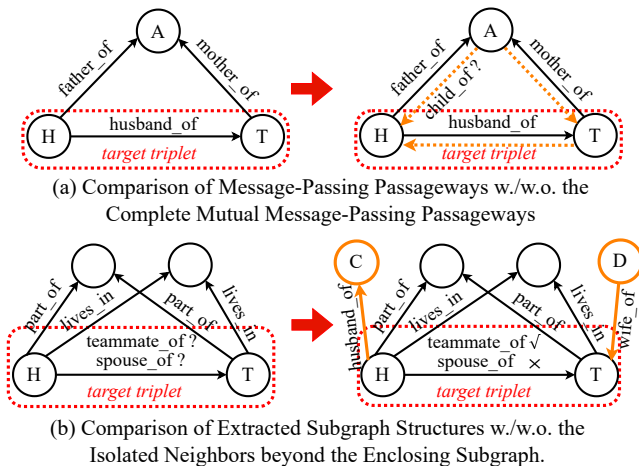 A
father_of
mother_of
H
husband_of
T
target triplet
A
father_of
child_of ?
mother_of
H
husband_of
T
target triplet
(a) Comparison of Message-Passing Passageways w./w.o. the
Complete Mutual Message-Passing Passageways
part_of
lives_in
part_of
lives_in
H
teammate_of ?
spouse_of ?
T
target triplet
C
D
husband_of
part_of
lives_in
part_of
lives_in
wife_of
H
teammate_of √
spouse_of ×
T
target triplet
(b) Comparison of Extracted Subgraph Structures w./w.o. the
Isolated Neighbors beyond the Enclosing Subgraph.